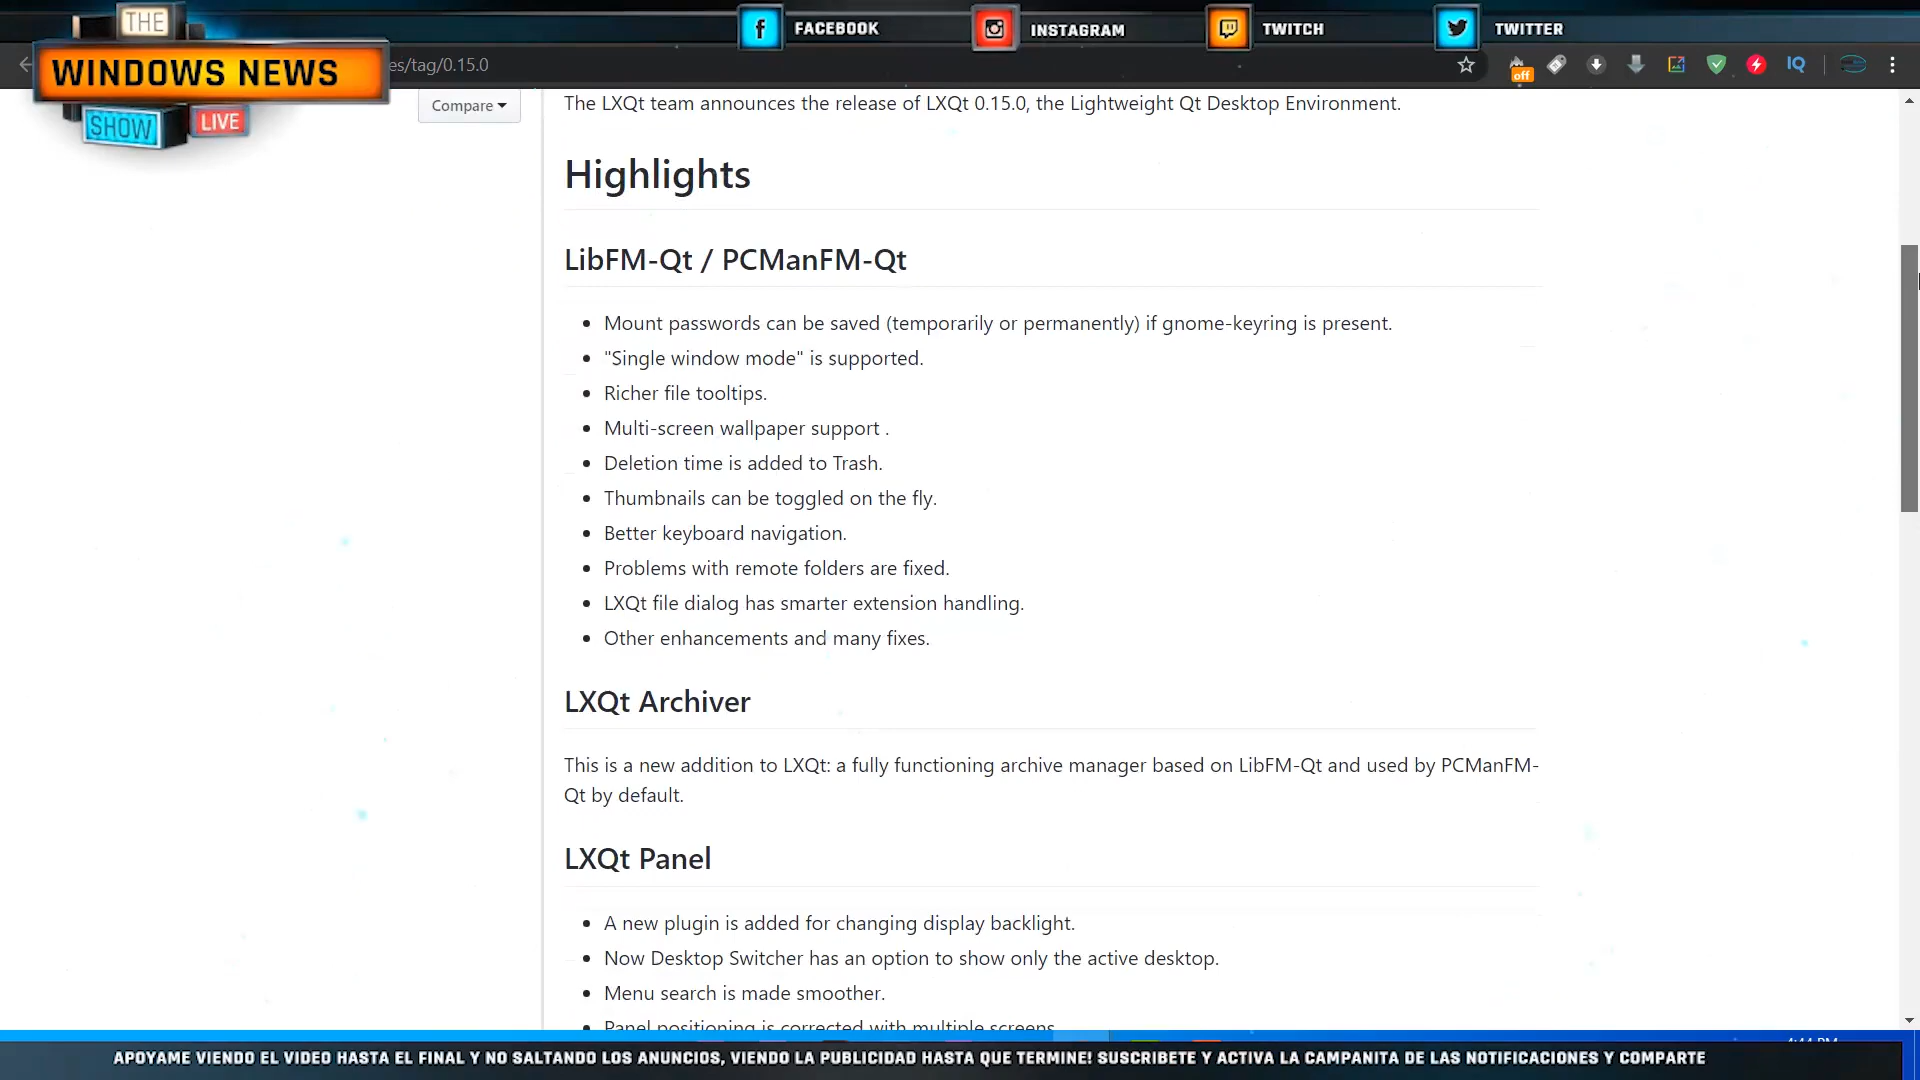 THE
WINDOWS NEWS
SHOW
LIVE
FACEBOOK
INSTAGRAM
TWITCH
TWITTER
es/tag/0.15.0
off
IQ
Compare
The LXQt team announces the release of LXQt 0.15.0, the Lightweight Qt Desktop Environment.
Highlights
LibFM-Qt / PCManFM-Qt
Mount passwords can be saved (temporarily or permanently) if gnome-keyring is present.
"Single window mode" is supported.
Richer file tooltips.
Multi-screen wallpaper support .
Deletion time is added to Trash.
Thumbnails can be toggled on the fly.
Better keyboard navigation.
Problems with remote folders are fixed.
LXQt file dialog has smarter extension handling.
Other enhancements and many fixes.
LXQt Archiver
This is a new addition to LXQt: a fully functioning archive manager based on LibFM-Qt and used by PCManFM-
Qt by default.
LXQt Panel
A new plugin is added for changing display backlight.
Now Desktop Switcher has an option to show only the active desktop.
Menu search is made smoother.
Panel positioning is corrected with multiple screens
4:44 PM
APOYAME VIENDO EL VIDEO HASTA EL FINAL Y NO SALTANDO LOS ANUNCIOS, VIENDO LA PUBLICIDAD HASTA QUE TERMINE! SUSCRIBETE Y ACTIVA LA CAMPANITA DE LAS NOTIFICACIONES Y COMPARTE